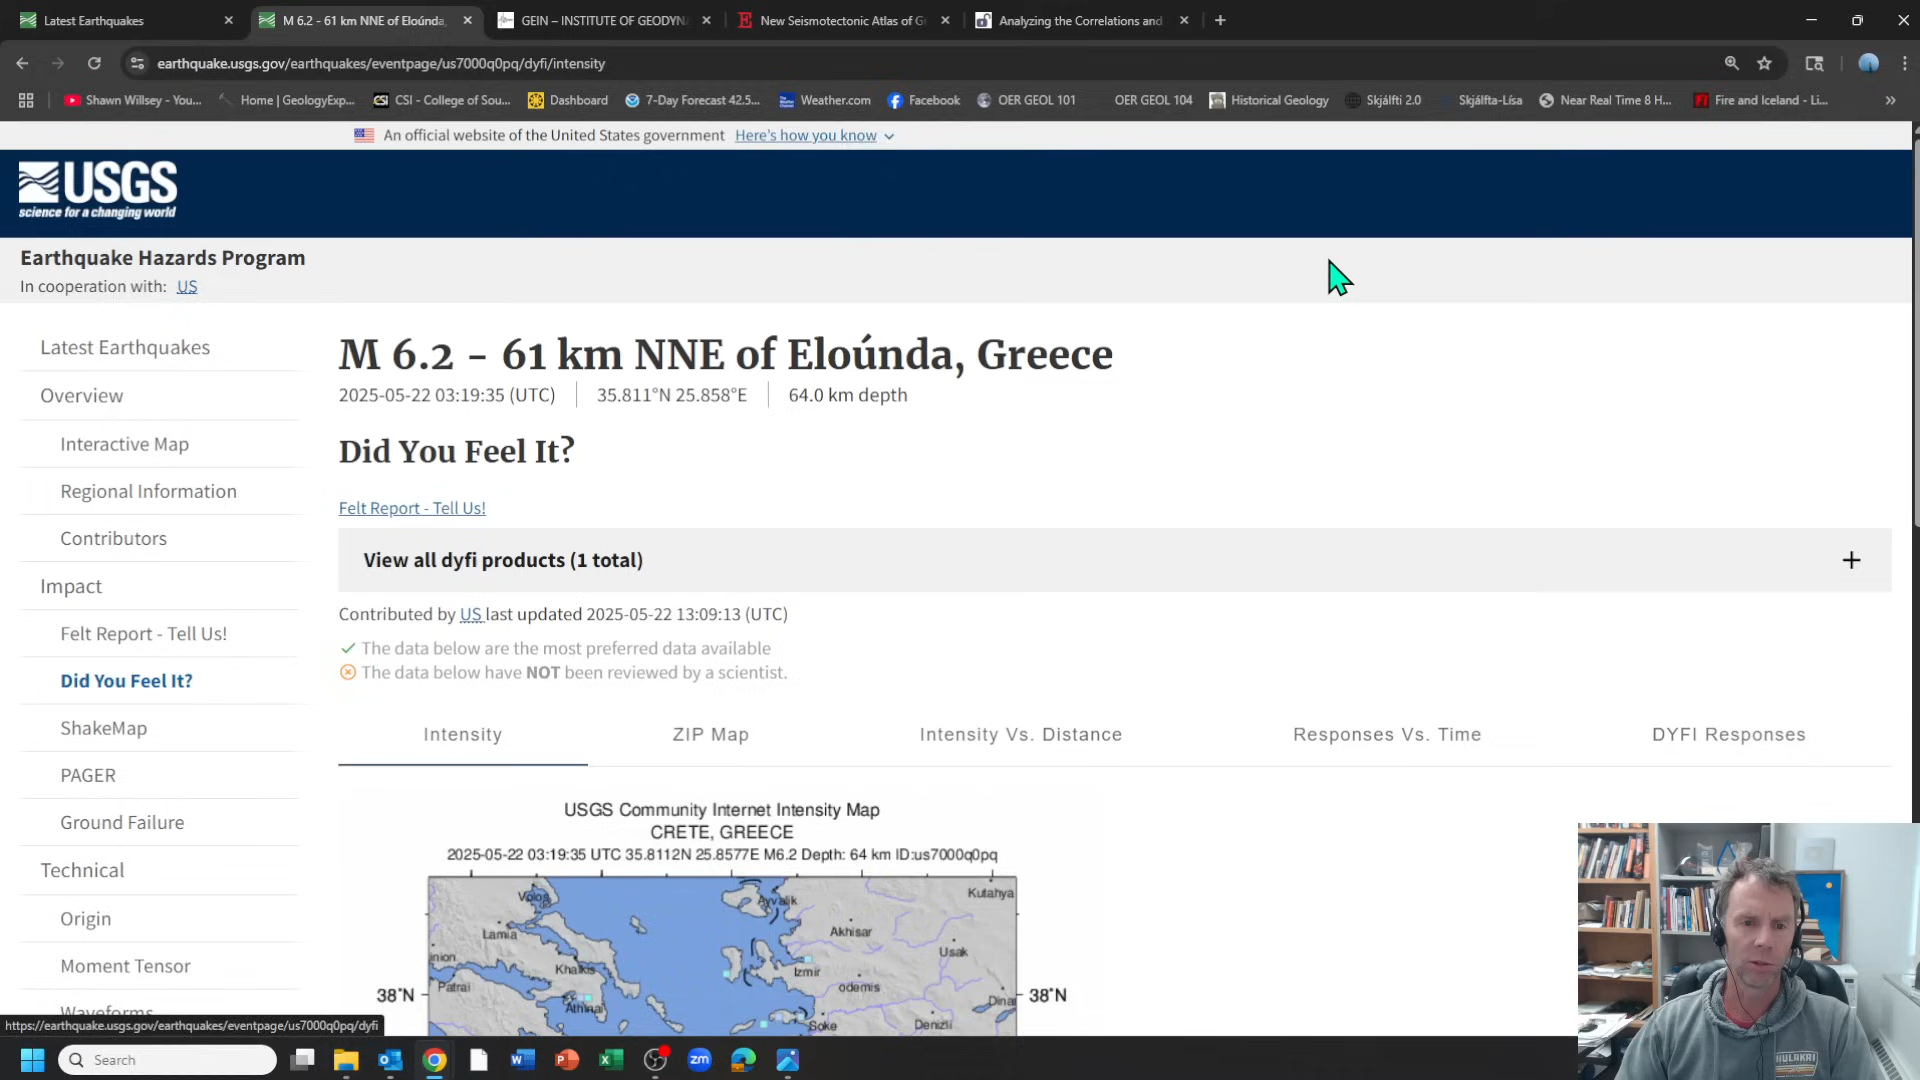 Latest Earthquakes
M 6.2 - 61 km NNE of Eloúnda,
GEIN – INSTITUTE OF GEODYN
New Seismotectonic Atlas of Gr
Analyzing the Correlations and
earthquake.usgs.gov/earthquakes/eventpage/us7000q0pq/dyfi/intensity
Shawn Willsey - You...
Home | GeologyExp...
CSI - College of Sou...
Dashboard
7-Day Forecast 42.5...
Weather.com
Facebook
OER GEOL 101
OER GEOL 104
Historical Geology
Skjálfti 2.0
Skjálfta-Lísa
Near Real Time 8 H...
Fire and Iceland - Li...
An official website of the United States government Here's how you know
USGS
science for a changing world
Earthquake Hazards Program
In cooperation with: US
Latest Earthquakes
Overview
Interactive Map
Regional Information
Contributors
Impact
Felt Report - Tell Us!
Did You Feel It?
ShakeMap
PAGER
Ground Failure
Technical
Origin
Moment Tensor
Waveforms
https://earthquake.usgs.gov/earthquakes/eventpage/us7000q0pq/dyfi
M 6.2 - 61 km NNE of Eloúnda, Greece
2025-05-22 03:19:35 (UTC) 35.811°N 25.858°E 64.0 km depth
Did You Feel It?
Felt Report - Tell Us!
View all dyfi products (1 total)
Contributed by US last updated 2025-05-22 13:09:13 (UTC)
The data below are the most preferred data available
The data below have NOT been reviewed by a scientist.
Intensity ZIP Map Intensity Vs. Distance Responses Vs. Time DYFI Responses
USGS Community Internet Intensity Map
CRETE, GREECE
2025-05-22 03:19:35 UTC 35.8112N 25.8577E M6.2 Depth: 64 km ID:us7000q0pq
Volos
Ayvalik
Kutahya
Lamia
Akhisar
Usak
nion
Khalkis
Izmir
Patrai
odemis
38°N
Athinai
Dinar
38°N
Soke
Denizli
Search
HULAKAI